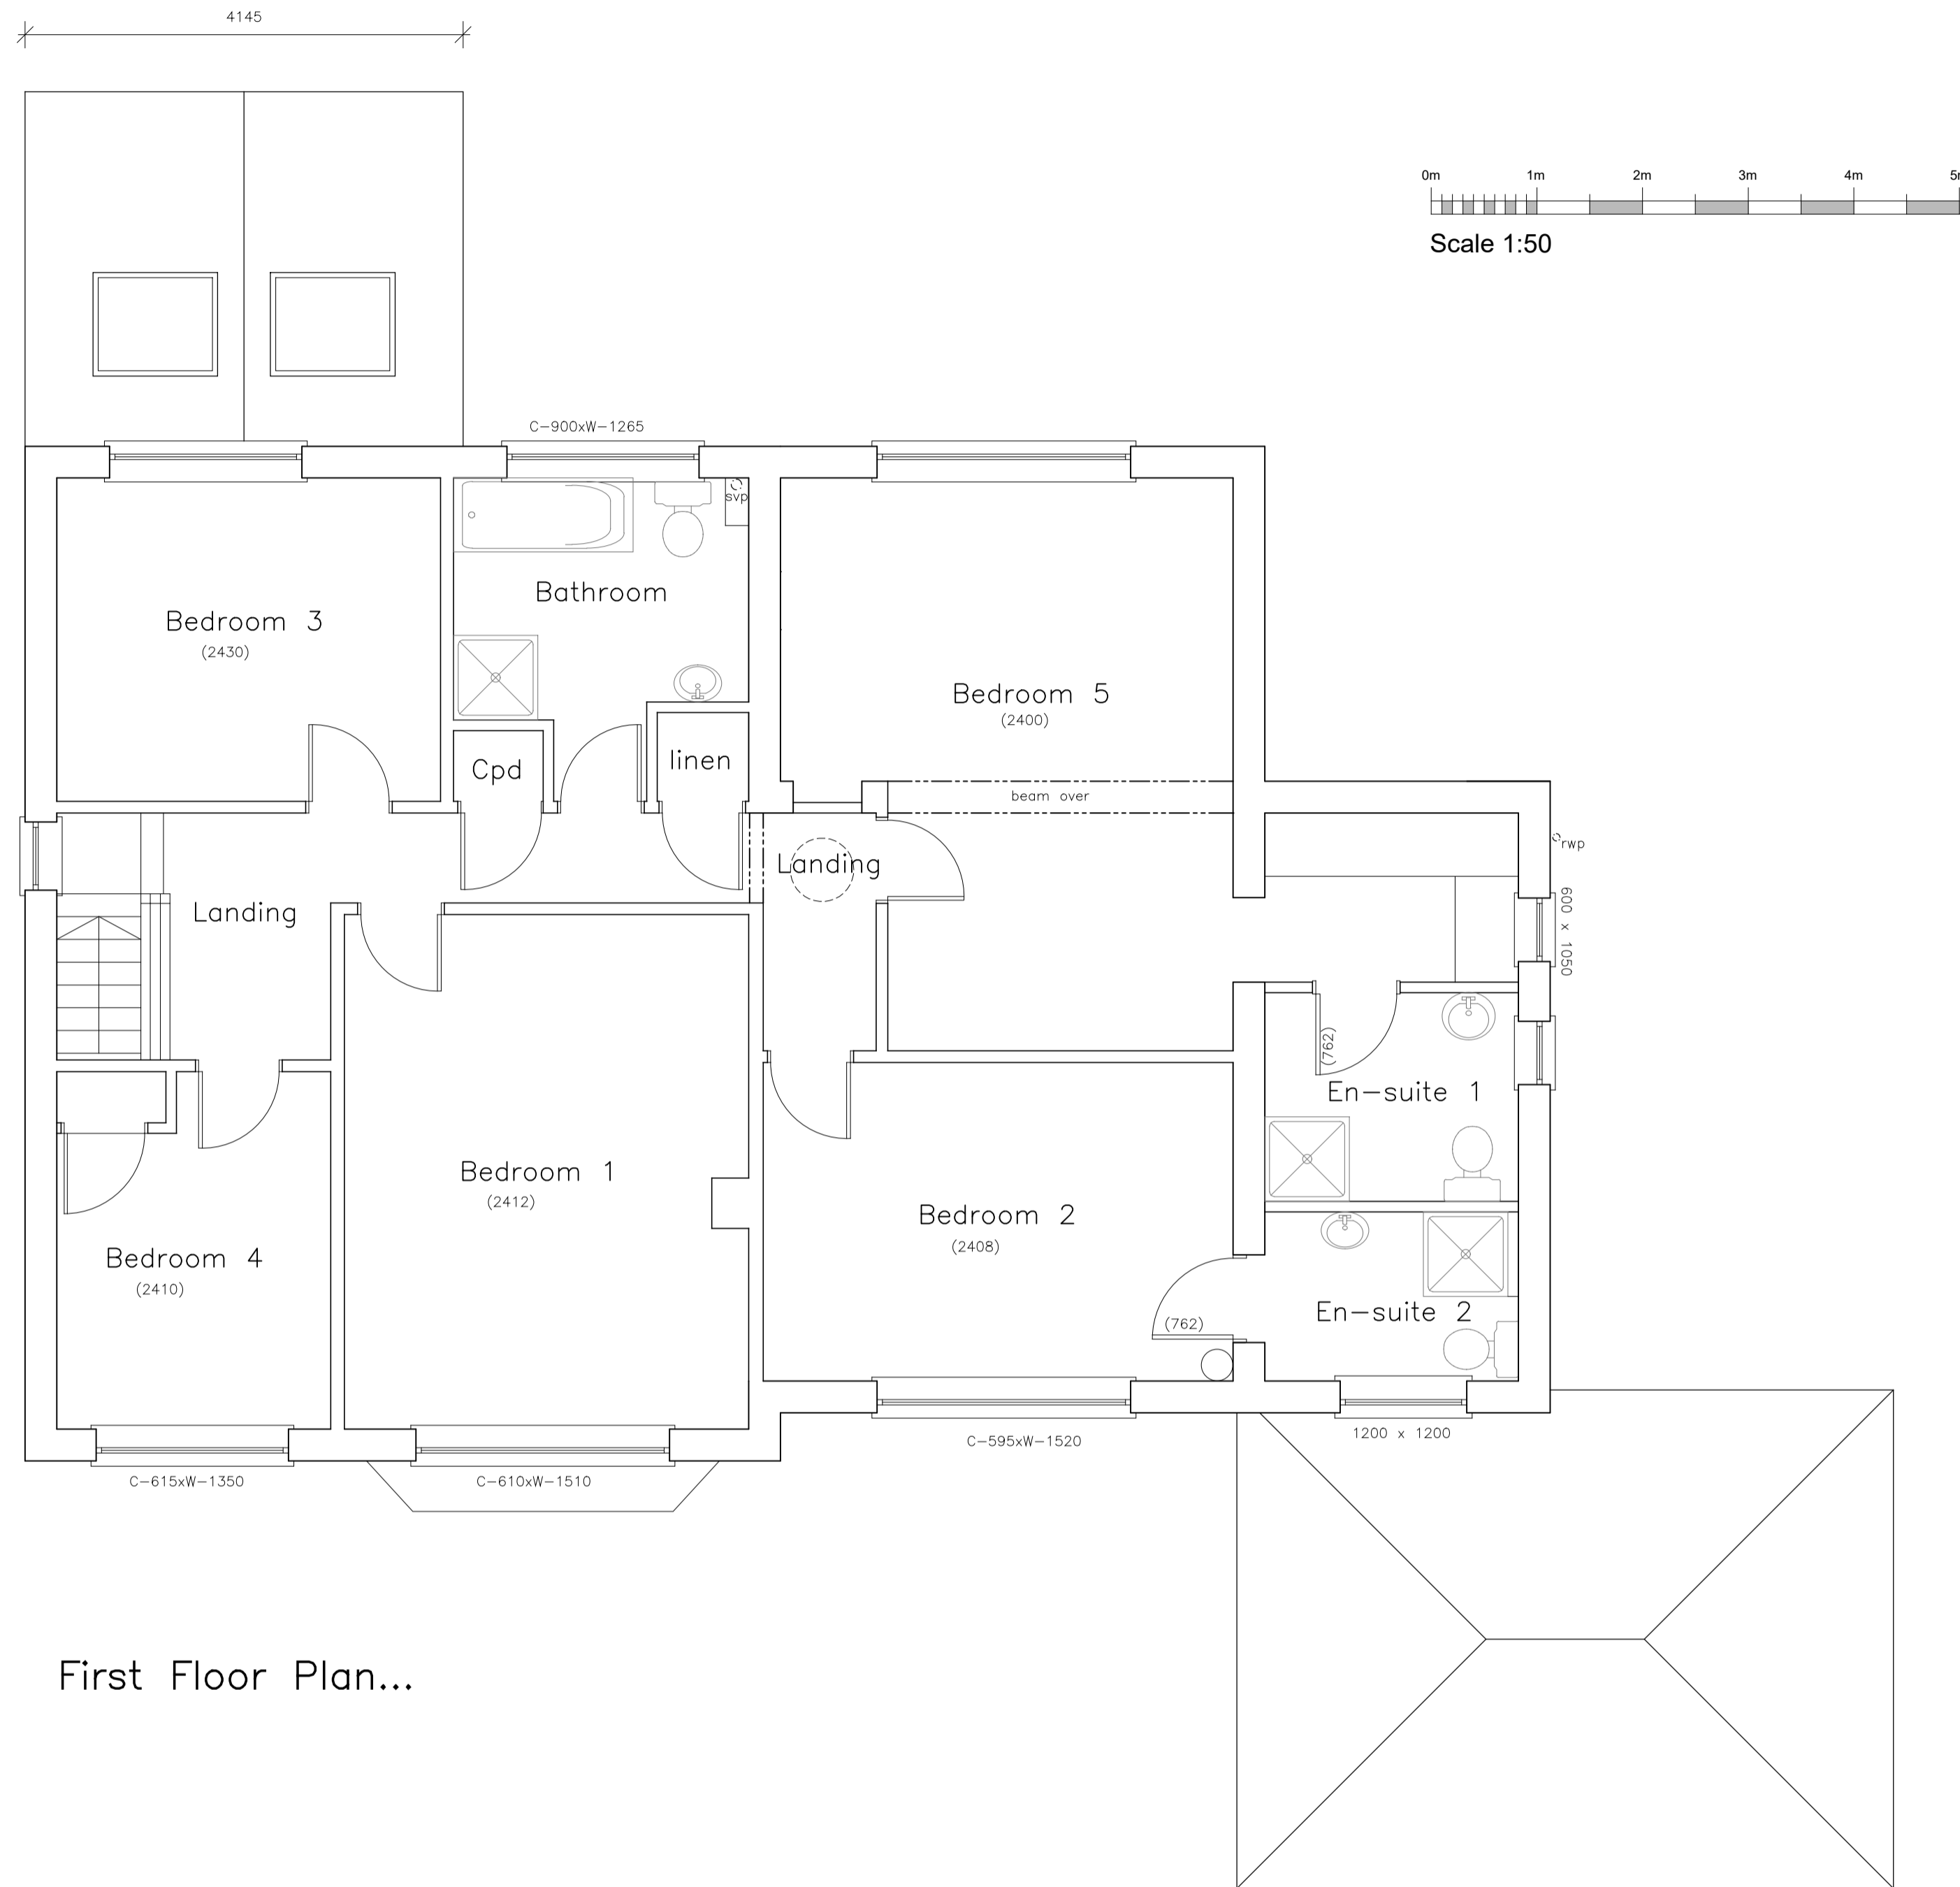 4145
0m 1m 2m 3m 4m
Scale 1:50
C-900xW-1265
svp
Bathroom
Bedroom 3
(2430)
Bedroom 5
(2400)
Cpd
linen
beam over
Landing
rwp
Landing
600 x 1050
(762)
En-suite 1
Bedroom 1
(2412)
Bedroom 2
(2408)
Bedroom 4
(2410)
En-suite 2
(762)
1200 x 1200
C-595xW-1520
C-615xW-1350
C-610xW-1510
First Floor Plan...